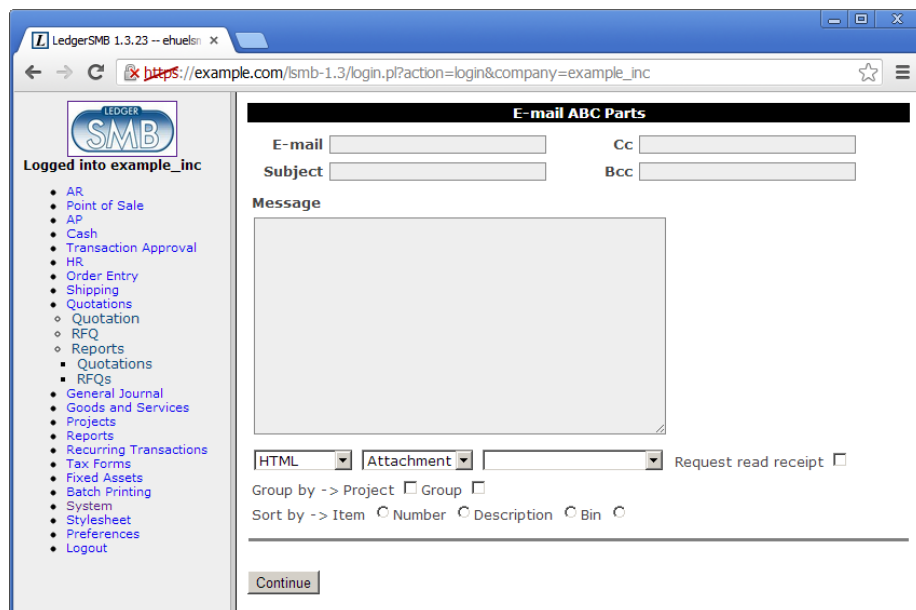 LedgerSMB 1.3.23 -- ehuelsn
https://example.com/lsmb-1.3/login.pl?action=login&company=example_inc
LEDGER
SMB
Logged into example_inc
AR
Point of Sale
AP
Cash
Transaction Approval
HR
Order Entry
Shipping
Quotations
Quotation
RFQ
Reports
Quotations
RFQs
General Journal
Goods and Services
Projects
Reports
Recurring Transactions
Tax Forms
Fixed Assets
Batch Printing
System
Stylesheet
Preferences
Logout
E-mail ABC Parts
E-mail Cc
Subject Bcc
Message
HTML Attachment Request read receipt
Group by -> Project Group
Sort by -> Item Number Description Bin
Continue